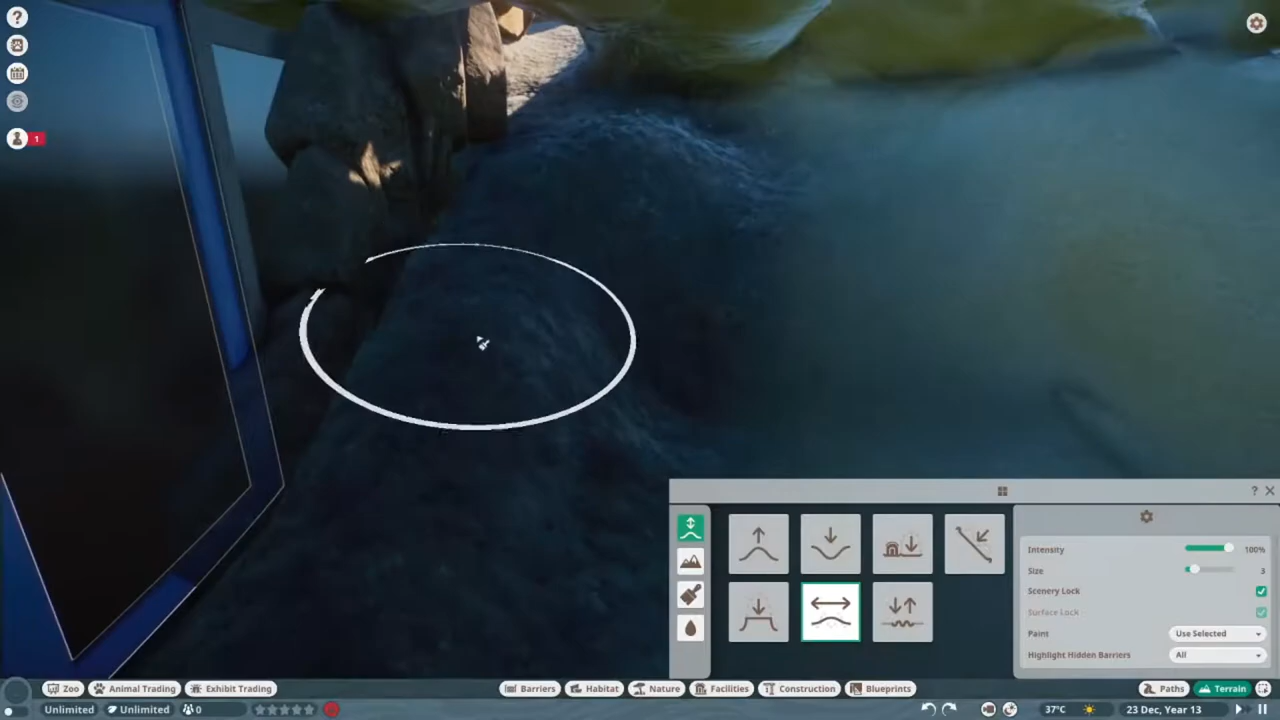 ?
1
? X
Intensity 100%
Size 3
Scenery Lock
Surface Lock
Paint Use Selected
Highlight Hidden Barriers All
Zoo Animal Trading Exhibit Trading Barriers Habitat Nature Facilities Construction Blueprints Paths Terrain
Unlimited Unlimited 0 37°C 23 Dec, Year 13